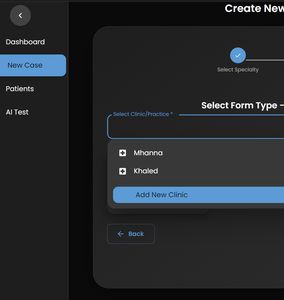 Create New
Dashboard
New Case
Patients
AI Test
Select Specialty
Select Form Type –
Select Clinic/Practice *
Mhanna
Khaled
Add New Clinic
Back